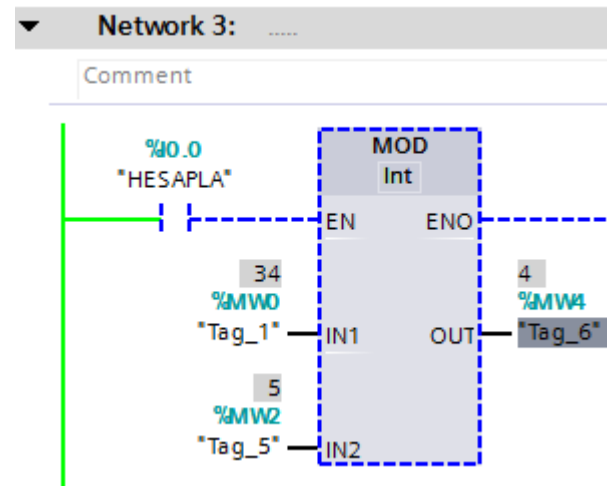 Network 3: .....
Comment
%I0.0
"HESAPLA"
MOD
Int
EN ENO
34
%MW0
"Tag_1"
IN1
4
%MW4
"Tag_6"
OUT
5
%MW2
"Tag_5"
IN2